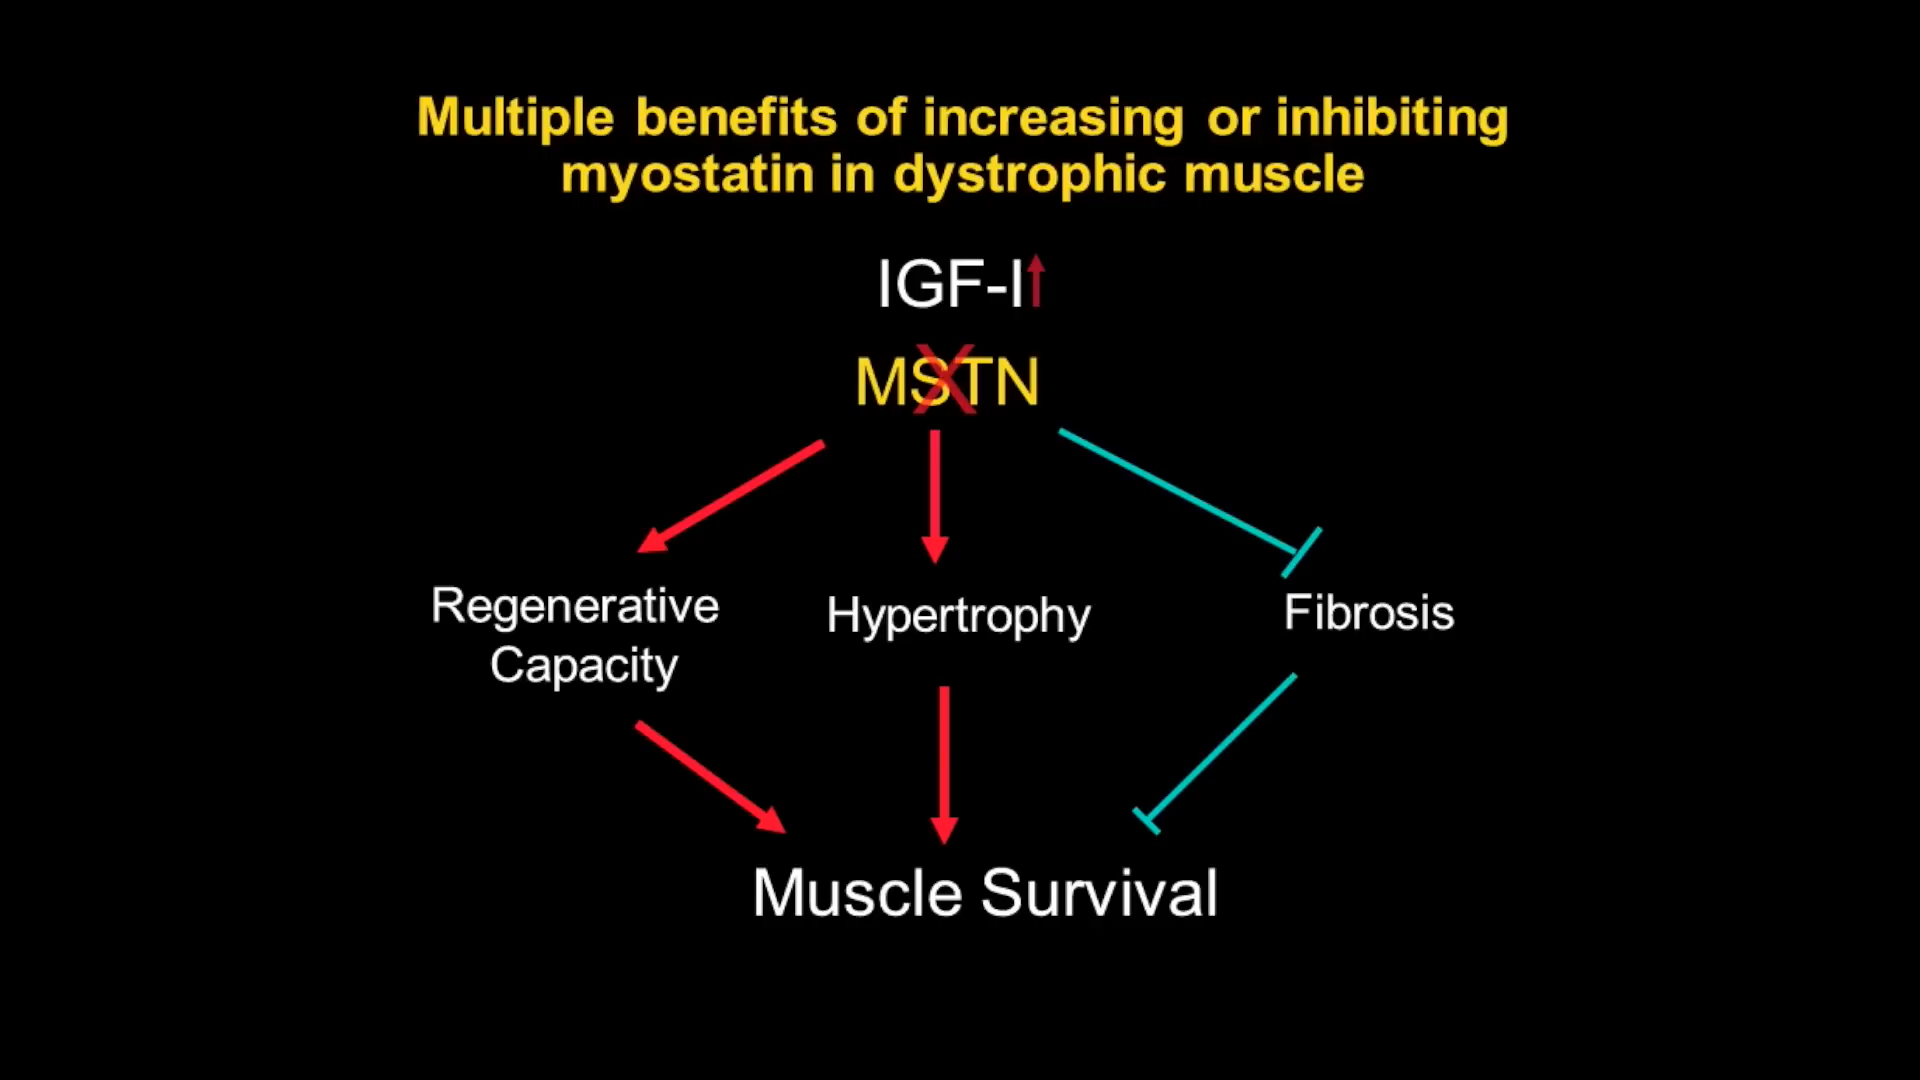 Multiple benefits of increasing or inhibiting
myostatin in dystrophic muscle
IGF-I
MSTN
Regenerative
Capacity
Hypertrophy
Fibrosis
Muscle Survival